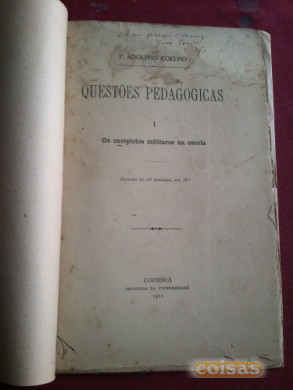 F. ADOLPHO COELHO
QUESTÕES PEDAGOGICAS
I
Os exercicios militares na escola
COIMBRA
IMPRENSA DA UNIVERSIDADE
1911
coisas